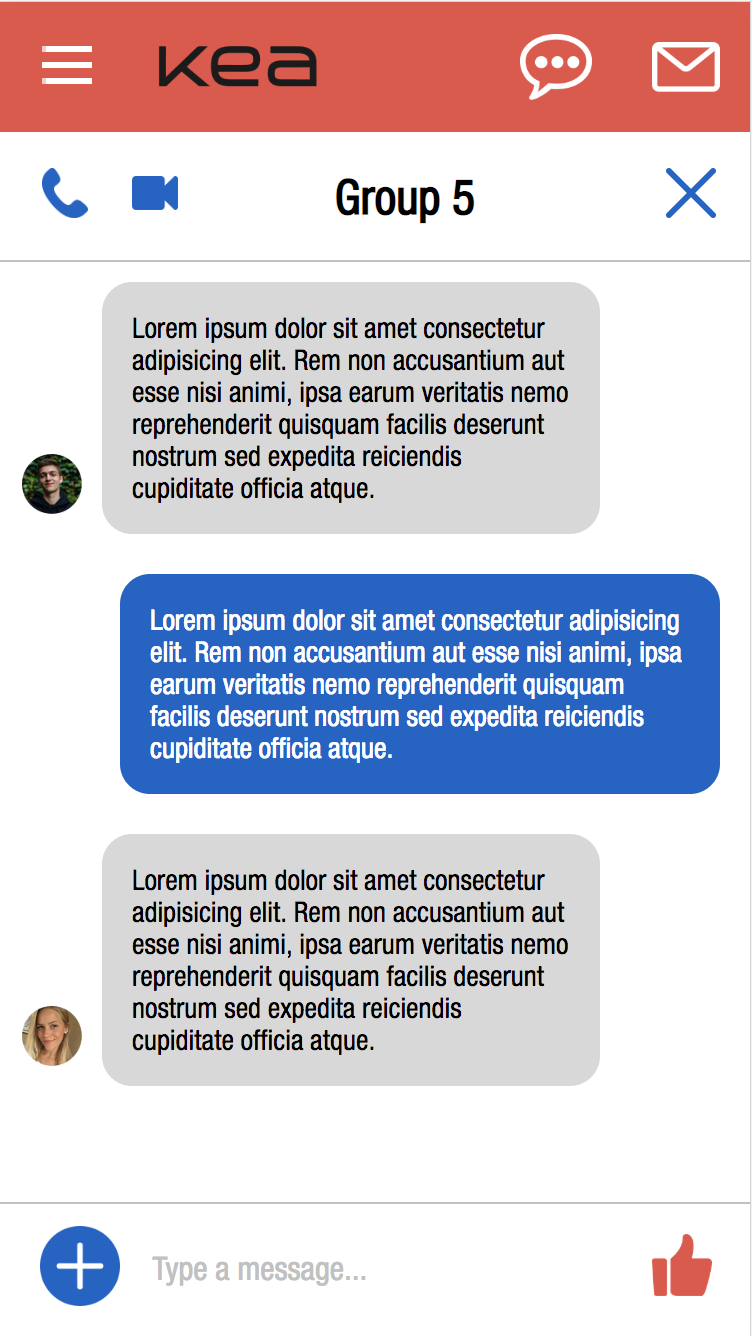 kea
Group 5
Lorem ipsum dolor sit amet consectetur
adipisicing elit. Rem non accusantium aut
esse nisi animi, ipsa earum veritatis nemo
reprehenderit quisquam facilis deserunt
nostrum sed expedita reiciendis
cupiditate officia atque.
Lorem ipsum dolor sit amet consectetur adipisicing
elit. Rem non accusantium aut esse nisi animi, ipsa
earum veritatis nemo reprehenderit quisquam
facilis deserunt nostrum sed expedita reiciendis
cupiditate officia atque.
Lorem ipsum dolor sit amet consectetur
adipisicing elit. Rem non accusantium aut
esse nisi animi, ipsa earum veritatis nemo
reprehenderit quisquam facilis deserunt
nostrum sed expedita reiciendis
cupiditate officia atque.
Type a message...